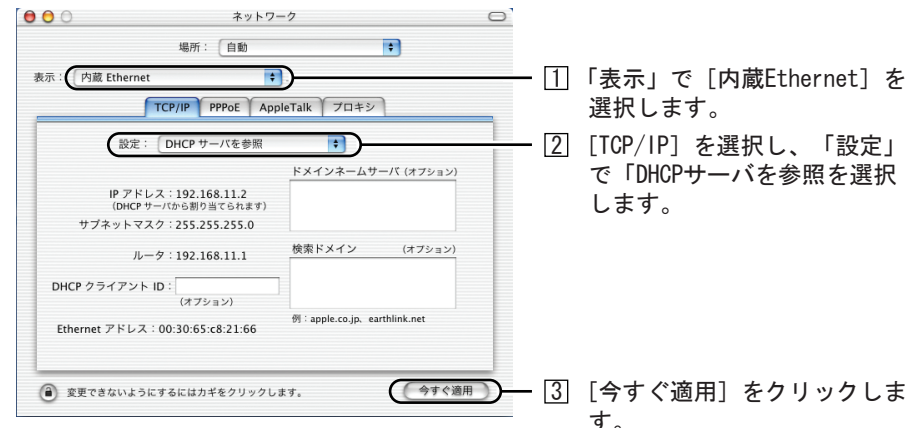 ネットワーク
場所： 自動
表示： 内蔵 Ethernet
TCP/IP PPPoE AppleTalk プロキシ
設定： DHCP サーバを参照
ドメインネームサーバ (オプション)
IP アドレス：192.168.11.2
(DHCP サーバから割り当てられます)
サブネットマスク：255.255.255.0
ルータ：192.168.11.1
検索ドメイン (オプション)
DHCP クライアント ID：
(オプション)
例：apple.co.jp、earthlink.net
Ethernet アドレス：00:30:65:c8:21:66
変更できないようにするにはカギをクリックします。
今すぐ適用
1 「表示」で［内蔵Ethernet］を
選択します。
2 ［TCP/IP］を選択し、「設定」
で「DHCPサーバを参照を選択
します。
3 ［今すぐ適用］をクリックしま
す。